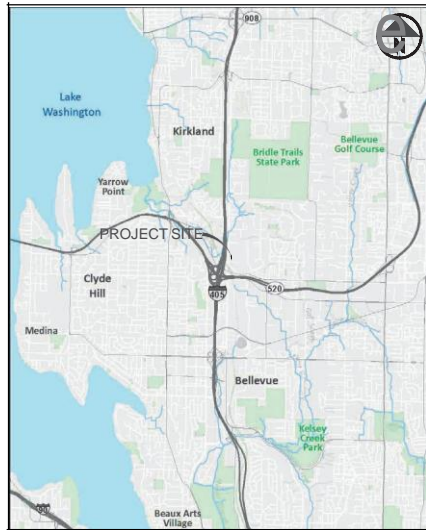 908
N
Lake
Washington
Kirkland
Bridle Trails
State Park
Bellevue
Golf Course
Yarrow
Point
PROJECT SITE
Clyde
Hill
405
520
Medina
Bellevue
Kelsey
Creek
Park
Beaux Arts
Village